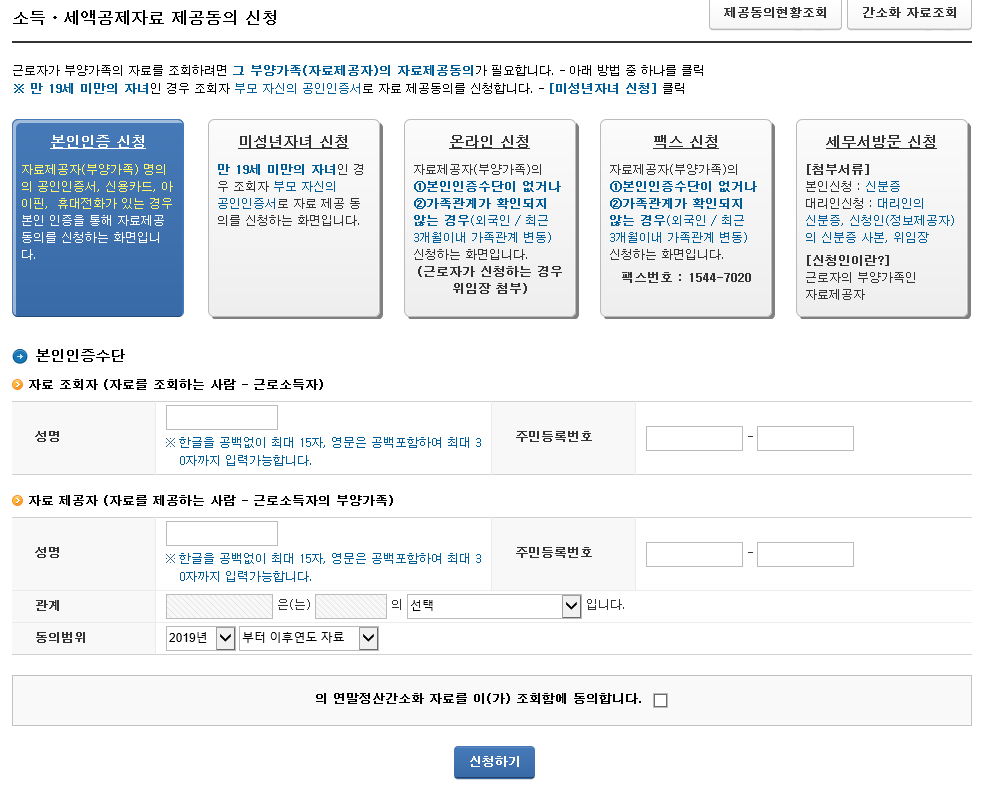 소득·세액공제자료 제공동의 신청
제공동의현황조회
간소화 자료조회
근로자가 부양가족의 자료를 조회하려면 그 부양가족(자료제공자)의 자료제공동의가 필요합니다. - 아래 방법 중 하나를 클릭
※ 만 19세 미만의 자녀인 경우 조회자 부모 자신의 공인인증서로 자료 제공동의를 신청합니다. - [미성년자녀 신청] 클릭
본인인증 신청
자료제공자(부양가족) 명의
의 공인인증서, 신용카드, 아
이핀, 휴대전화가 있는 경우
본인 인증을 통해 자료제공
동의를 신청하는 화면입니
다.
미성년자녀 신청
만 19세 미만의 자녀인 경
우 조회자 부모 자신의
공인인증서로 자료 제공 동
의를 신청하는 화면입니다.
온라인 신청
자료제공자(부양가족)의
①본인인증수단이 없거나
②가족관계가 확인되지
않는 경우(외국인 / 최근
3개월이내 가족관계 변동)
신청하는 화면입니다.
(근로자가 신청하는 경우
위임장 첨부)
팩스 신청
자료제공자(부양가족)의
①본인인증수단이 없거나
②가족관계가 확인되지
않는 경우(외국인 / 최근
3개월이내 가족관계 변동)
신청하는 화면입니다.
팩스번호 : 1544-7020
세무서방문 신청
[첨부서류]
본인신청 : 신분증
대리인신청 : 대리인의
신분증, 신청인(정보제공자)
의 신분증 사본, 위임장
[신청인이란?]
근로자의 부양가족인
자료제공자
본인인증수단
자료 조회자 (자료를 조회하는 사람 - 근로소득자)
성명
※ 한글을 공백없이 최대 15자, 영문은 공백포함하여 최대 3
0자까지 입력가능합니다.
주민등록번호
-
자료 제공자 (자료를 제공하는 사람 - 근로소득자의 부양가족)
성명
※ 한글을 공백없이 최대 15자, 영문은 공백포함하여 최대 3
0자까지 입력가능합니다.
주민등록번호
-
관계
은(는) 의 선택 입니다.
동의범위
2019년 부터 이후연도 자료
의 연말정산간소화 자료를 이(가) 조회함에 동의합니다.
신청하기